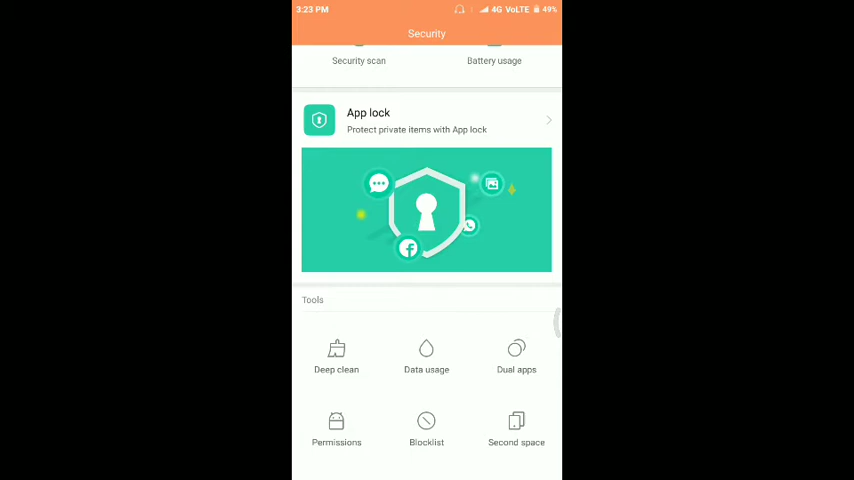 3:23 PM 4G VoLTE 49%
Security
Security scan Battery usage
App lock
Protect private items with App lock
Tools
Deep clean Data usage Dual apps
Permissions Blocklist Second space